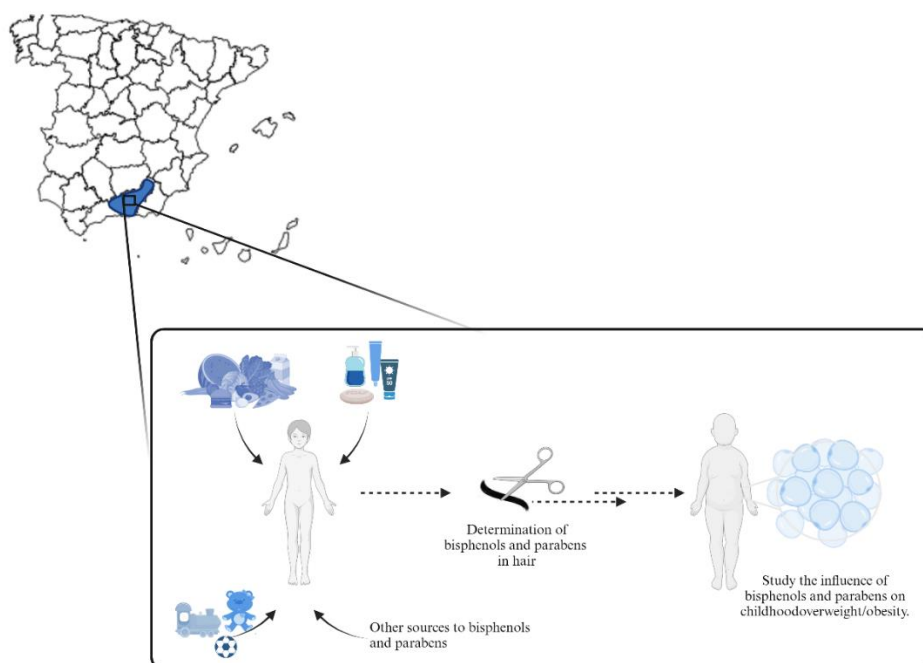 Determination of
bisphenols and parabens
in hair
Study the influence of
bisphenols and parabens on
childhoodoverweight/obesity.
Other sources to bisphenols
and parabens